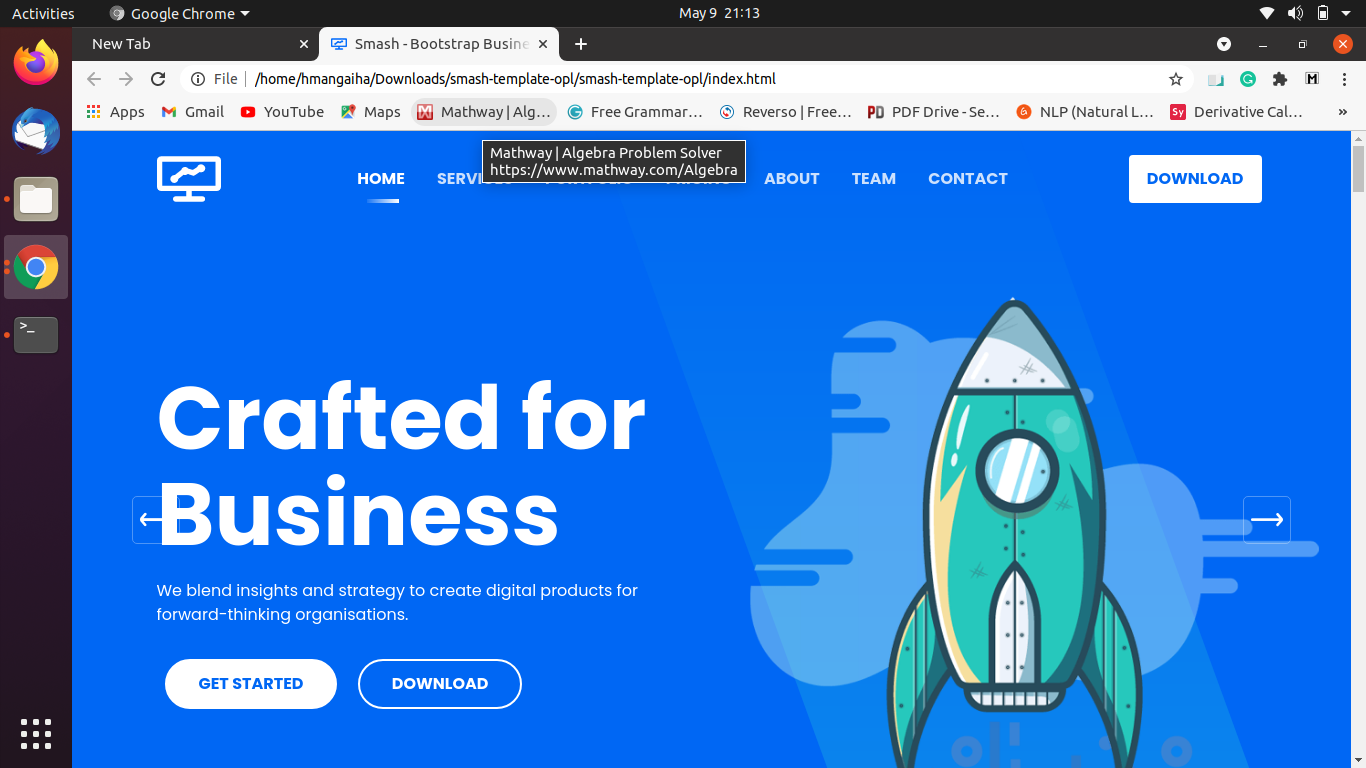 Activities
Google Chrome
May 9 21:13
New Tab
Smash - Bootstrap Busine
File
/home/hmangaiha/Downloads/smash-template-opl/smash-template-opl/index.html
Apps
Gmail
YouTube
Maps
Mathway | Alg...
Free Grammar...
Reverso | Free...
PDF Drive - Se...
NLP (Natural L...
Derivative Cal...
»
Mathway | Algebra Problem Solver
https://www.mathway.com/Algebra
HOME
ABOUT
TEAM
CONTACT
DOWNLOAD
Crafted for
Business
We blend insights and strategy to create digital products for
forward-thinking organisations.
GET STARTED
DOWNLOAD